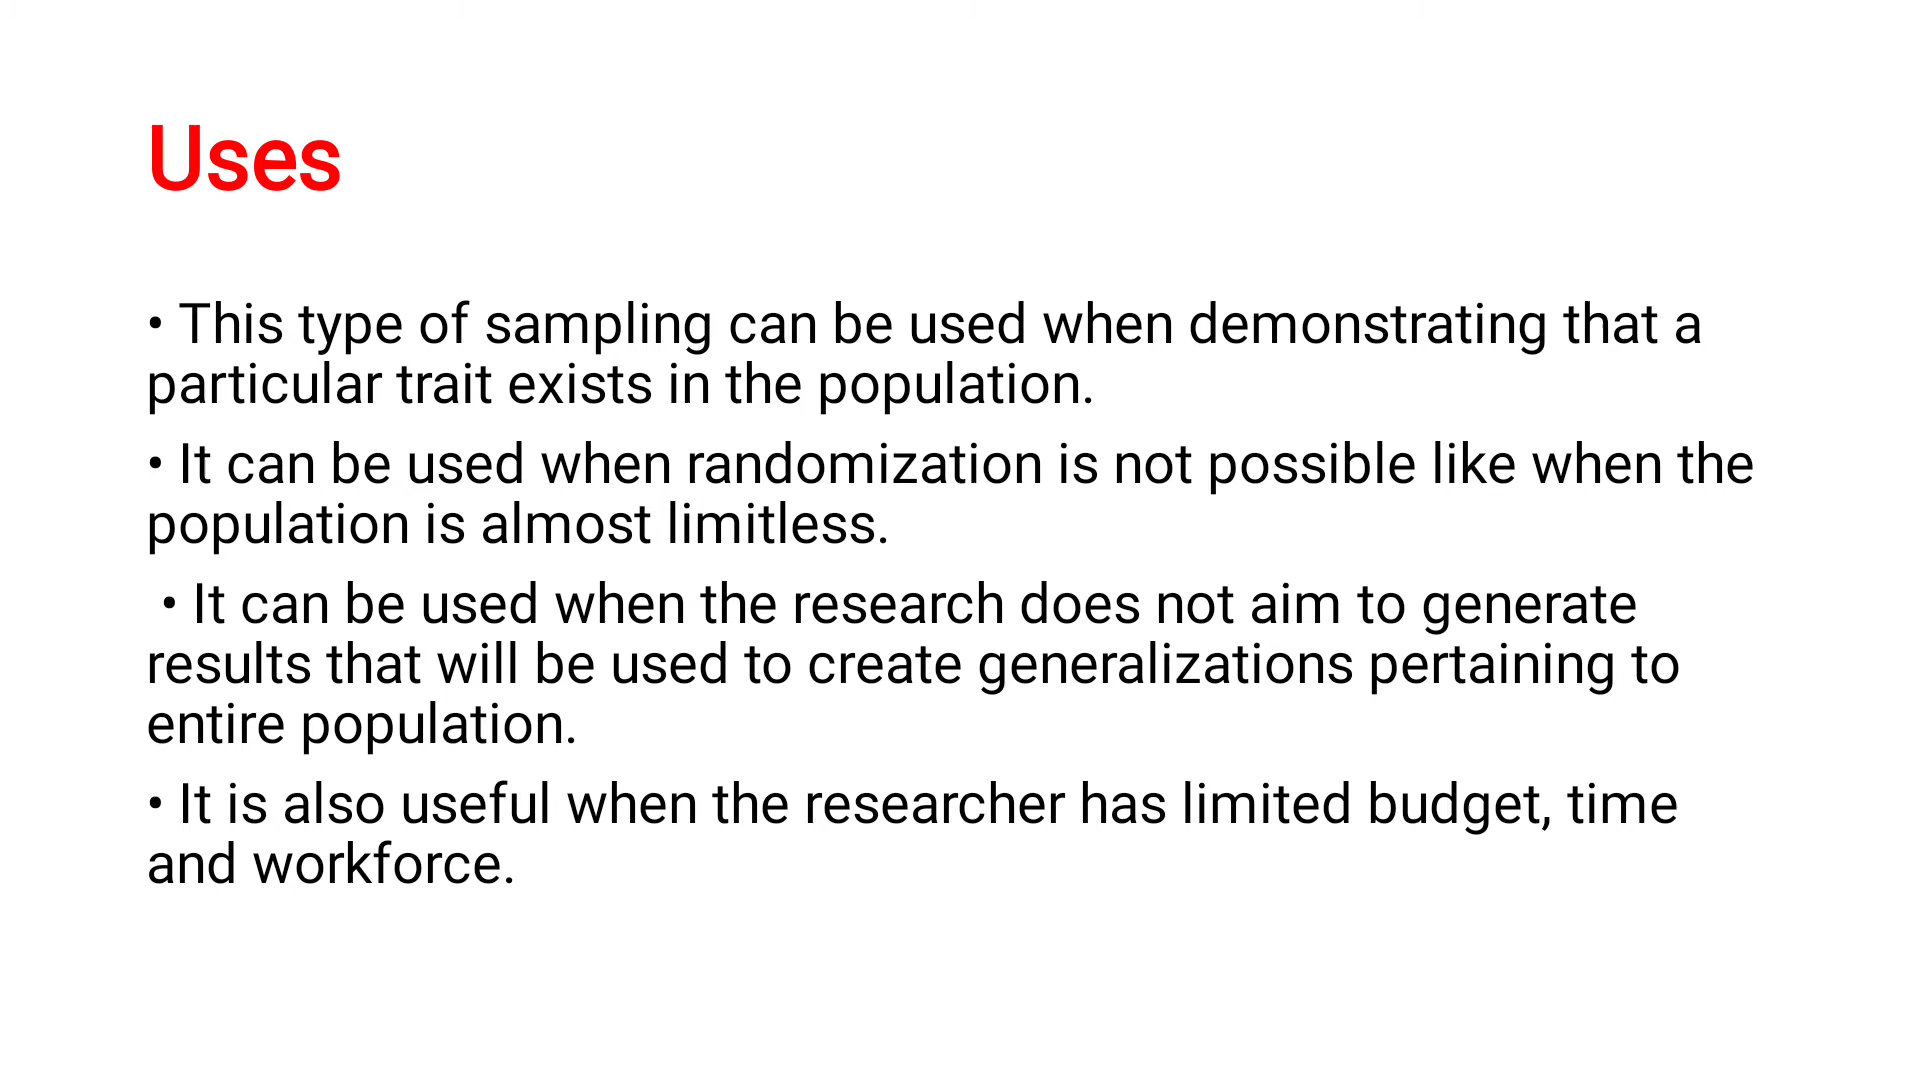 Uses
• This type of sampling can be used when demonstrating that a
particular trait exists in the population.
• It can be used when randomization is not possible like when the
population is almost limitless.
• It can be used when the research does not aim to generate
results that will be used to create generalizations pertaining to
entire population.
• It is also useful when the researcher has limited budget, time
and workforce.